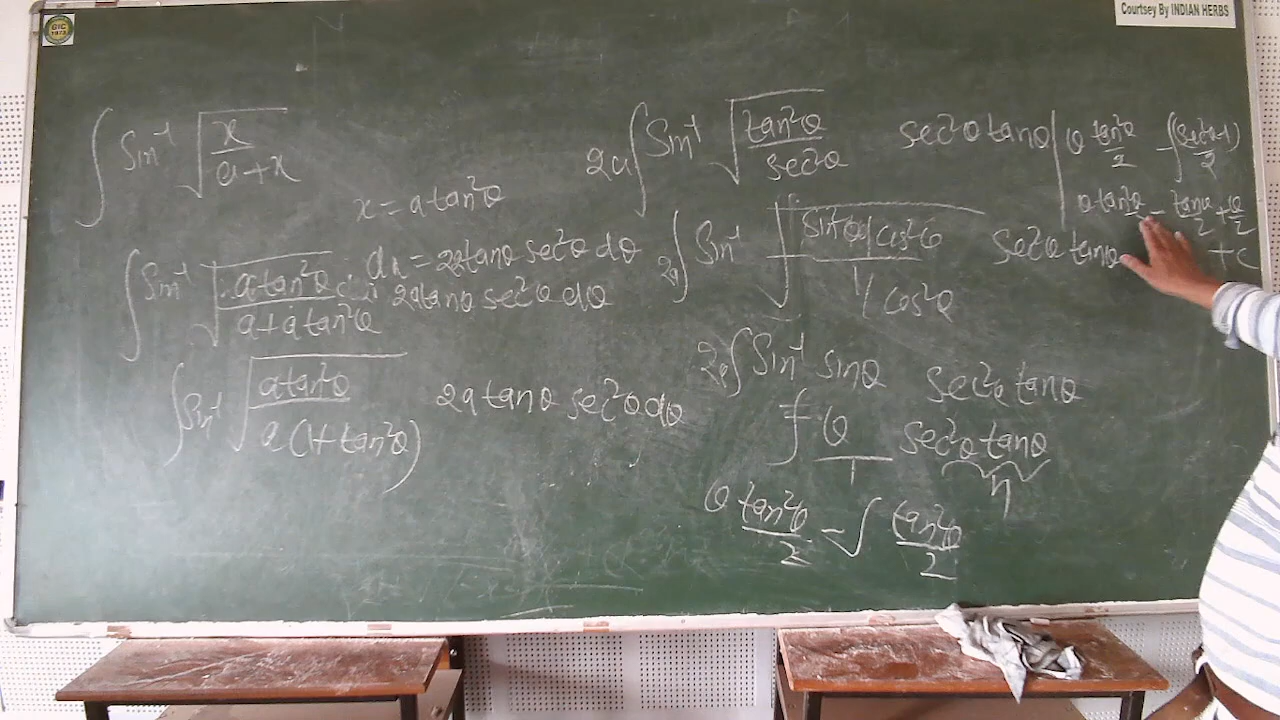 Courtsey By INDIAN HERBS
GIC
1973
∫ Sin⁻¹ √(x/(a+x))
x = a tan²θ
dx = 2a tanθ sec²θ dθ
∫ Sin⁻¹ √(a tan²θ/(a + a tan²θ)) 2a tanθ sec²θ dθ
∫ Sin⁻¹ √(a tan²θ/(a(1 + tan²θ))) 2a tanθ sec²θ dθ
2a ∫ Sin⁻¹ √(tan²θ/sec²θ) sec²θ tanθ
2a ∫ Sin⁻¹ √((sin²θ/cos²θ)/(1/cos²θ)) sec²θ tanθ
2a ∫ Sin⁻¹ sinθ sec²θ tanθ
∫ θ sec²θ tanθ
I II
θ tan²θ/2 - ∫ tan²θ/2
θ tan²θ/2 - ∫ (sec²θ-1)/2
θ tan²θ/2 - tanθ/2 + θ/2
+ c